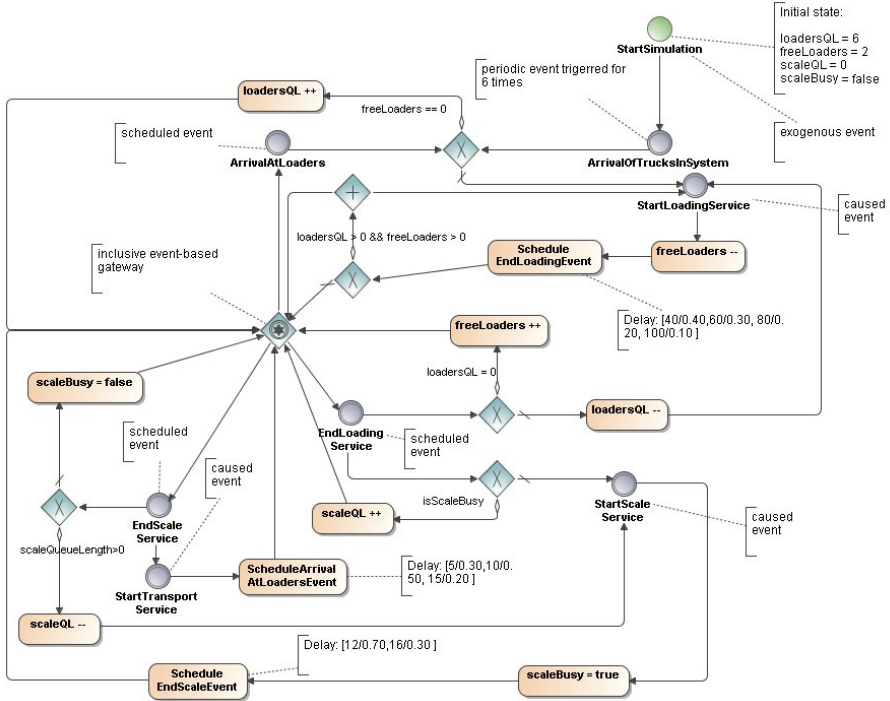 Initial state:
loadersQL = 6
freeLoaders = 2
scaleQL = 0
scaleBusy = false
StartSimulation
periodic event trigerred for
6 times
loadersQL ++
freeLoaders == 0
scheduled event
exogenous event
ArrivalAtLoaders
X
ArrivalOfTrucksInSystem
StartLoadingService
caused
event
+
loadersQL > 0 && freeLoaders > 0
inclusive event-based
gateway
X
Schedule
EndLoadingEvent
freeLoaders --
Delay: [40/0.40,60/0.30, 80/0.
20, 100/0.10 ]
freeLoaders ++
loadersQL = 0
scaleBusy = false
X
loadersQL --
EndLoading
Service
scheduled
event
scheduled
event
caused
event
X
isScaleBusy
StartScale
Service
scaleQL ++
caused
event
X
EndScale
Service
scaleQueueLength>0
StartTransport
Service
ScheduleArrival
AtLoadersEvent
Delay: [5/0.30,10/0.
50, 15/0.20 ]
scaleQL --
Delay: [12/0.70,16/0.30 ]
Schedule
EndScaleEvent
scaleBusy = true